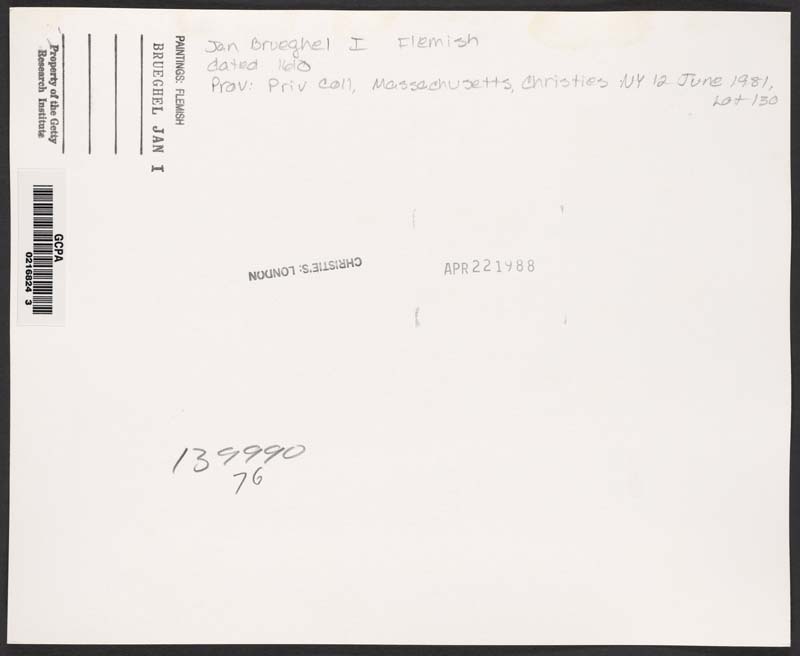 Jan Brueghel I Flemish
dated 1610
Prov: Priv Coll, Massachusetts, Christies NY 12 June 1981,
Lot 130
PAINTINGS: FLEMISH
BRUEGHEL JAN I
Property of the Getty
Research Institute
GCPA
0216824 3
CHRISTIE'S: LONDON
APR 22 1988
139990
76